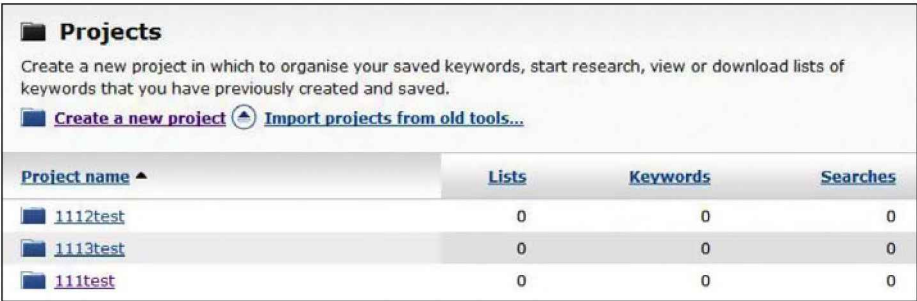 Projects
Create a new project in which to organise your saved keywords, start research, view or download lists of
keywords that you have previously created and saved.
Create a new project Import projects from old tools...
Project name Lists Keywords Searches
1112test 0 0 0
1113test 0 0 0
111test 0 0 0